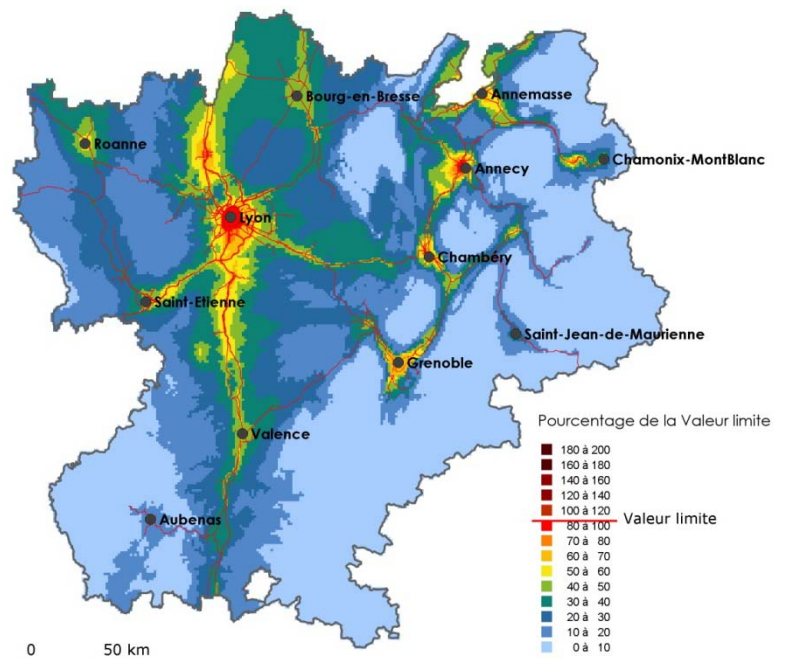 Bourg-en-Bresse
Annemasse
Roanne
Chamonix-MontBlanc
Annecy
Lyon
Chambéry
Saint-Etienne
Saint-Jean-de-Maurienne
Grenoble
Valence
Aubenas
Pourcentage de la Valeur limite
180 à 200
160 à 180
140 à 160
120 à 140
100 à 120
Valeur limite
80 à 100
70 à 80
60 à 70
50 à 60
40 à 50
30 à 40
20 à 30
10 à 20
0 à 10
0 50 km